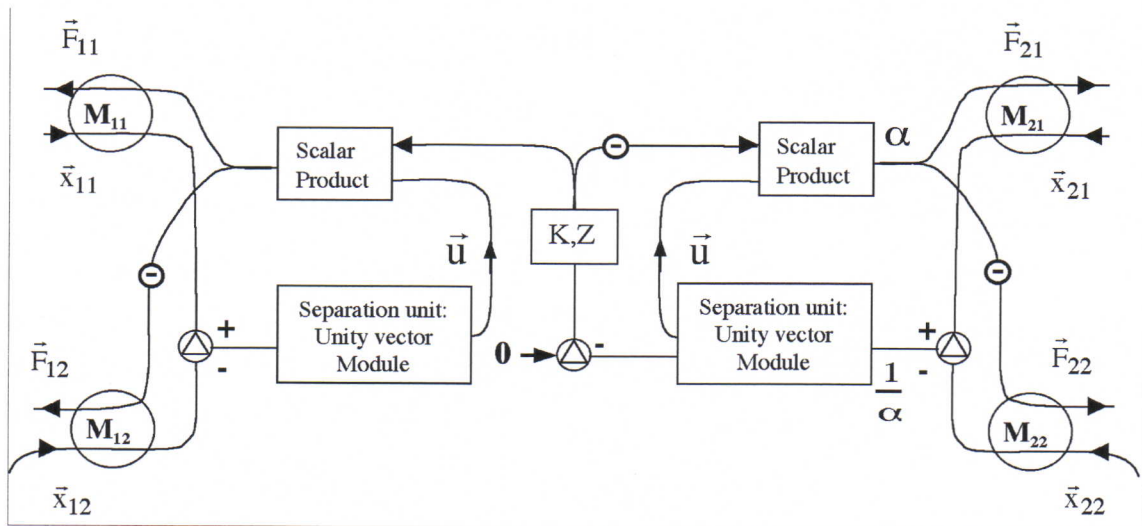 F⃗₁₁
M₁₁
x⃗₁₁
Scalar
Product
-
u⃗
Separation unit:
Unity vector
Module
+
-
F⃗₁₂
M₁₂
x⃗₁₂
K,Z
0
-
-
Scalar
Product
α
u⃗
Separation unit:
Unity vector
Module
1/α
+
-
-
F⃗₂₁
M₂₁
x⃗₂₁
F⃗₂₂
M₂₂
x⃗₂₂